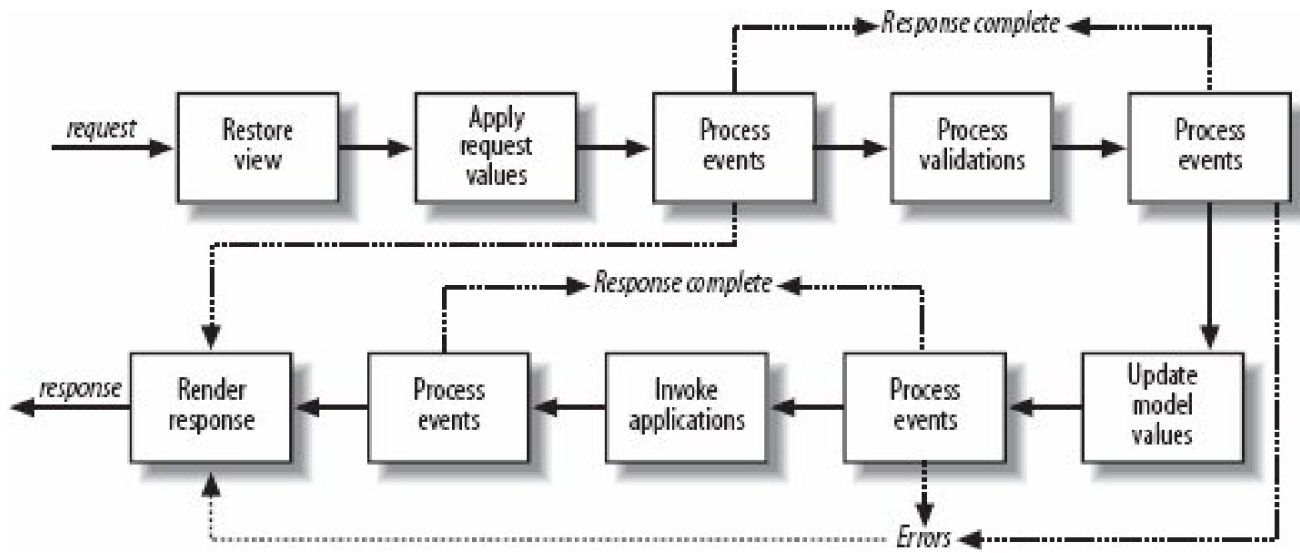 Response complete
request
Restore
view
Apply
request
values
Process
events
Process
validations
Process
events
Response complete
response
Render
response
Process
events
Invoke
applications
Process
events
Update
model
values
Errors